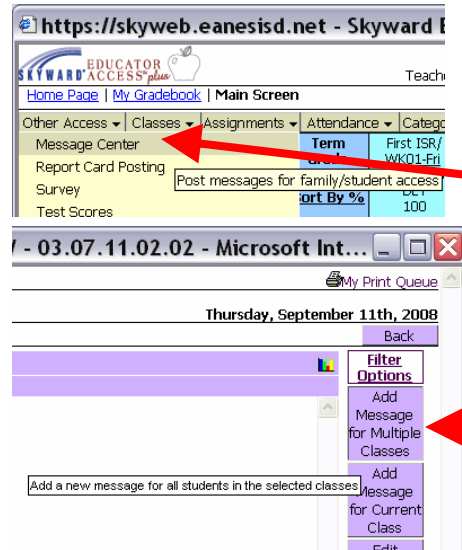 https://skyweb.eanesisd.net - Skyward E
EDUCATOR
SKYWARD ACCESS plus
Teach
Home Page | My Gradebook | Main Screen
Other Access Classes Assignments Attendance Catego
Message Center
Term First ISR/
WK01-Fri
Report Card Posting
Post messages for family/student access
Survey
Sort By %
100
Test Scores
- 03.07.11.02.02 - Microsoft Int...
My Print Queue
Thursday, September 11th, 2008
Back
Filter
Options
Add
Message
for Multiple
Classes
Add a new message for all students in the selected classes
Add
Message
for Current
Class
Edit